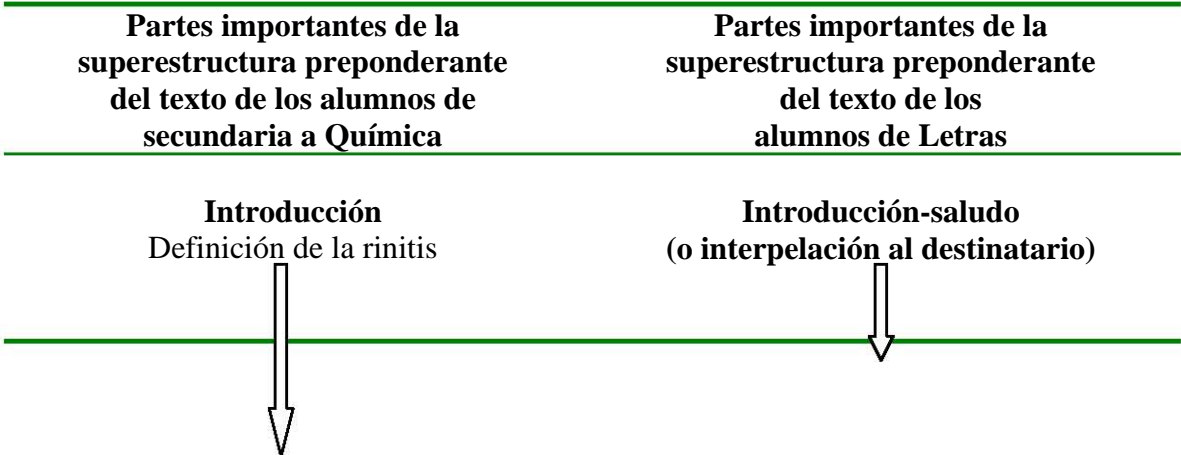 Partes importantes de la
superestructura preponderante
del texto de los alumnos de
secundaria a Química
Partes importantes de la
superestructura preponderante
del texto de los
alumnos de Letras
Introducción
Definición de la rinitis
Introducción-saludo
(o interpelación al destinatario)